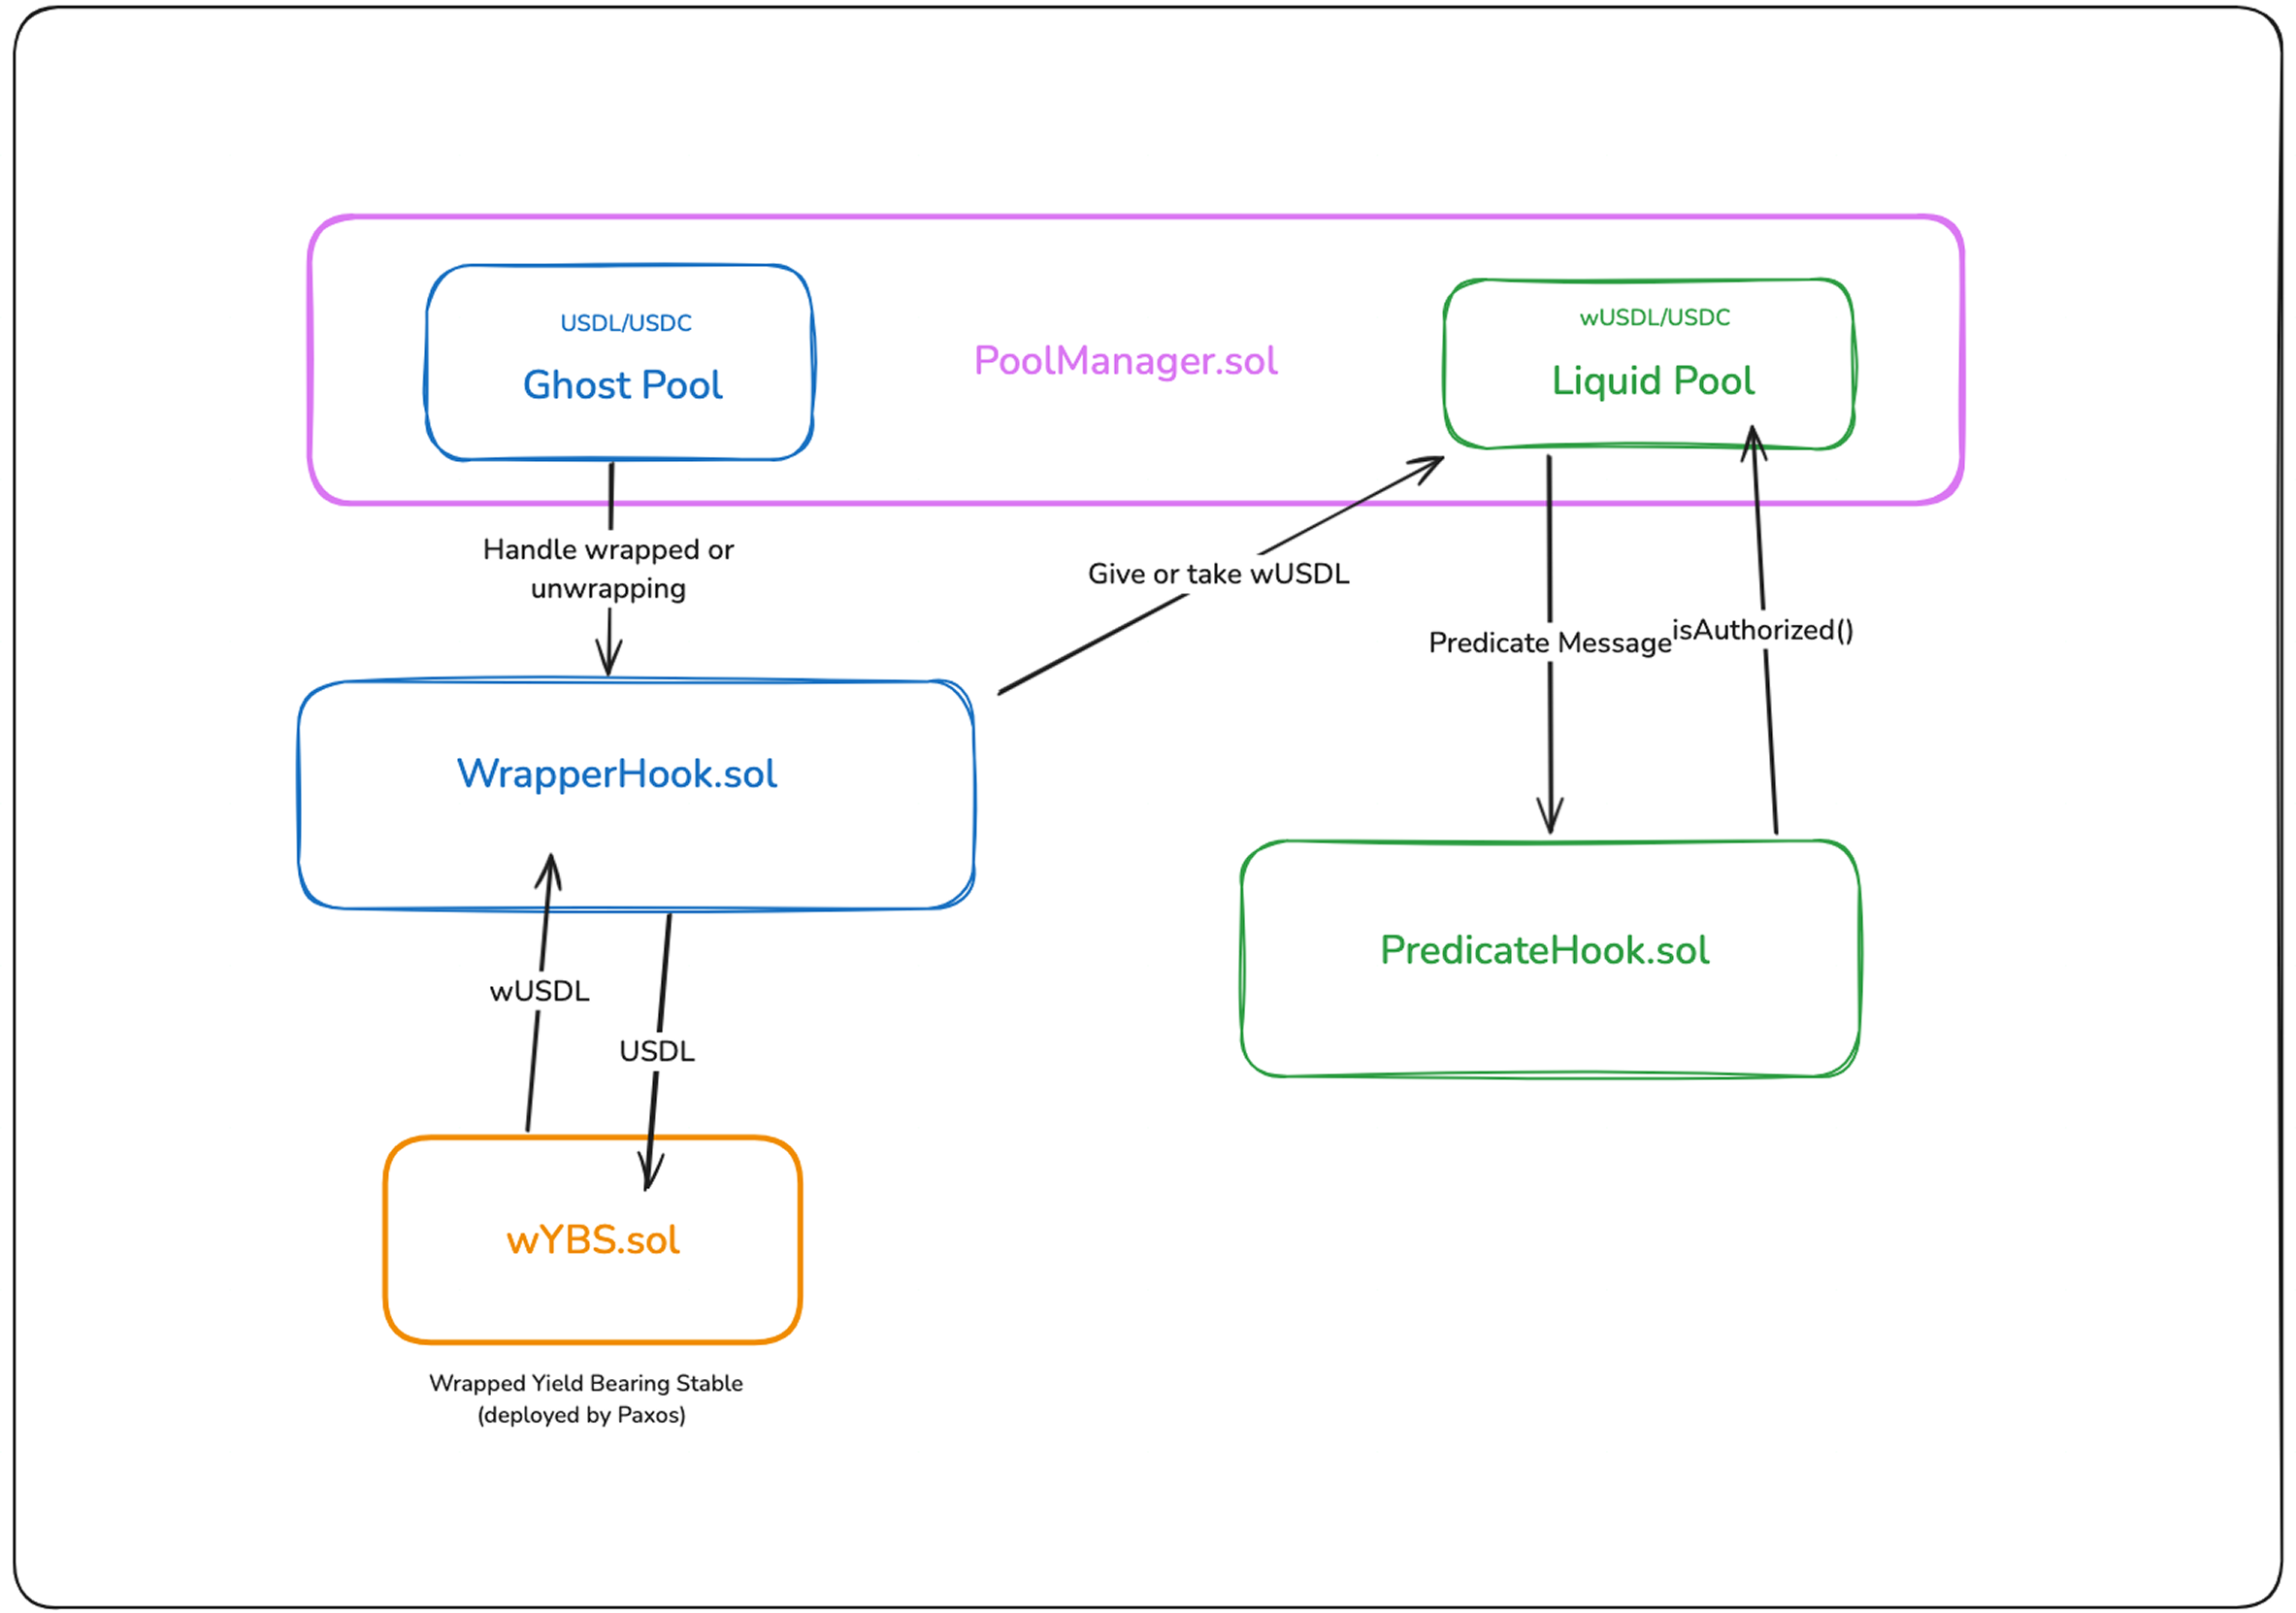 USDL/USDC
Ghost Pool
PoolManager.sol
wUSDL/USDC
Liquid Pool
Handle wrapped or
unwrapping
Give or take wUSDL
Predicate Message
isAuthorized()
WrapperHook.sol
PredicateHook.sol
wUSDL
USDL
wYBS.sol
Wrapped Yield Bearing Stable
(deployed by Paxos)